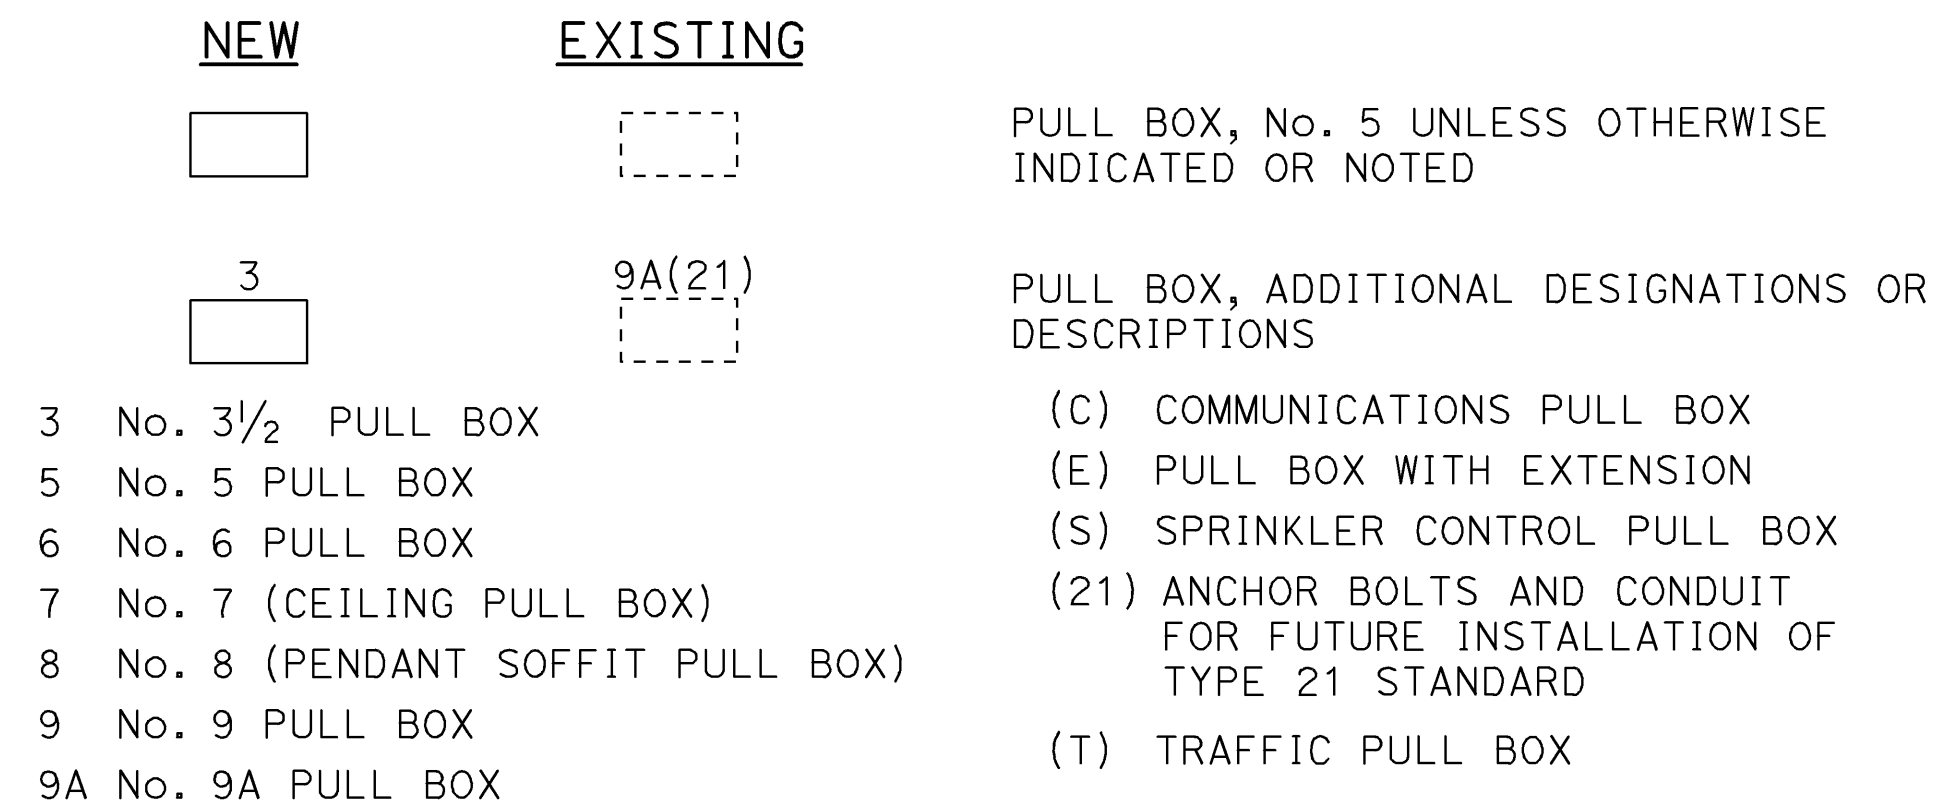 NEW EXISTING
PULL BOX, No. 5 UNLESS OTHERWISE
INDICATED OR NOTED
3 9A(21)
PULL BOX, ADDITIONAL DESIGNATIONS OR
DESCRIPTIONS
3 No. 3½ PULL BOX
5 No. 5 PULL BOX
6 No. 6 PULL BOX
7 No. 7 (CEILING PULL BOX)
8 No. 8 (PENDANT SOFFIT PULL BOX)
9 No. 9 PULL BOX
9A No. 9A PULL BOX
(C) COMMUNICATIONS PULL BOX
(E) PULL BOX WITH EXTENSION
(S) SPRINKLER CONTROL PULL BOX
(21) ANCHOR BOLTS AND CONDUIT
FOR FUTURE INSTALLATION OF
TYPE 21 STANDARD
(T) TRAFFIC PULL BOX